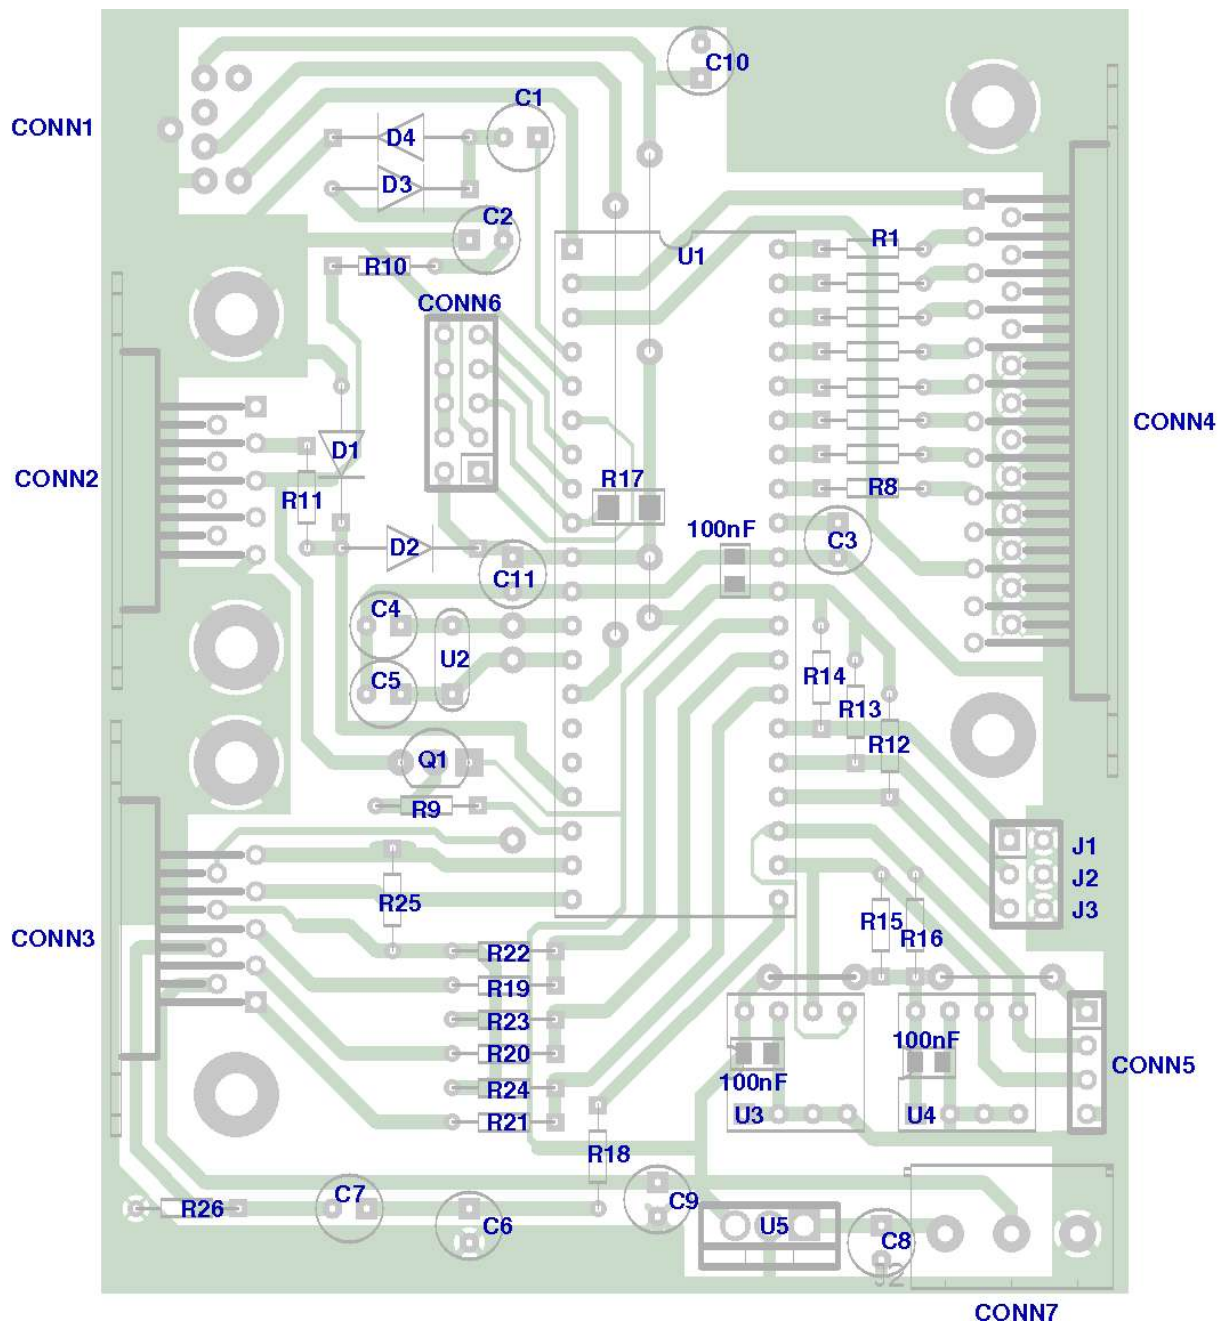 C10
C1
CONN1
D4
D3
C2
R1
U1
R10
CONN6
CONN4
D1
CONN2
R17
R8
R11
100nF
C3
D2
C11
C4
U2
R14
C5
R13
R12
Q1
R9
J1
J2
R25
J3
R15
R16
CONN3
R22
R19
R23
100nF
R20
CONN5
100nF
R24
U3
U4
R21
R18
C7
C9
R26
C6
U5
C8
J2
CONN7